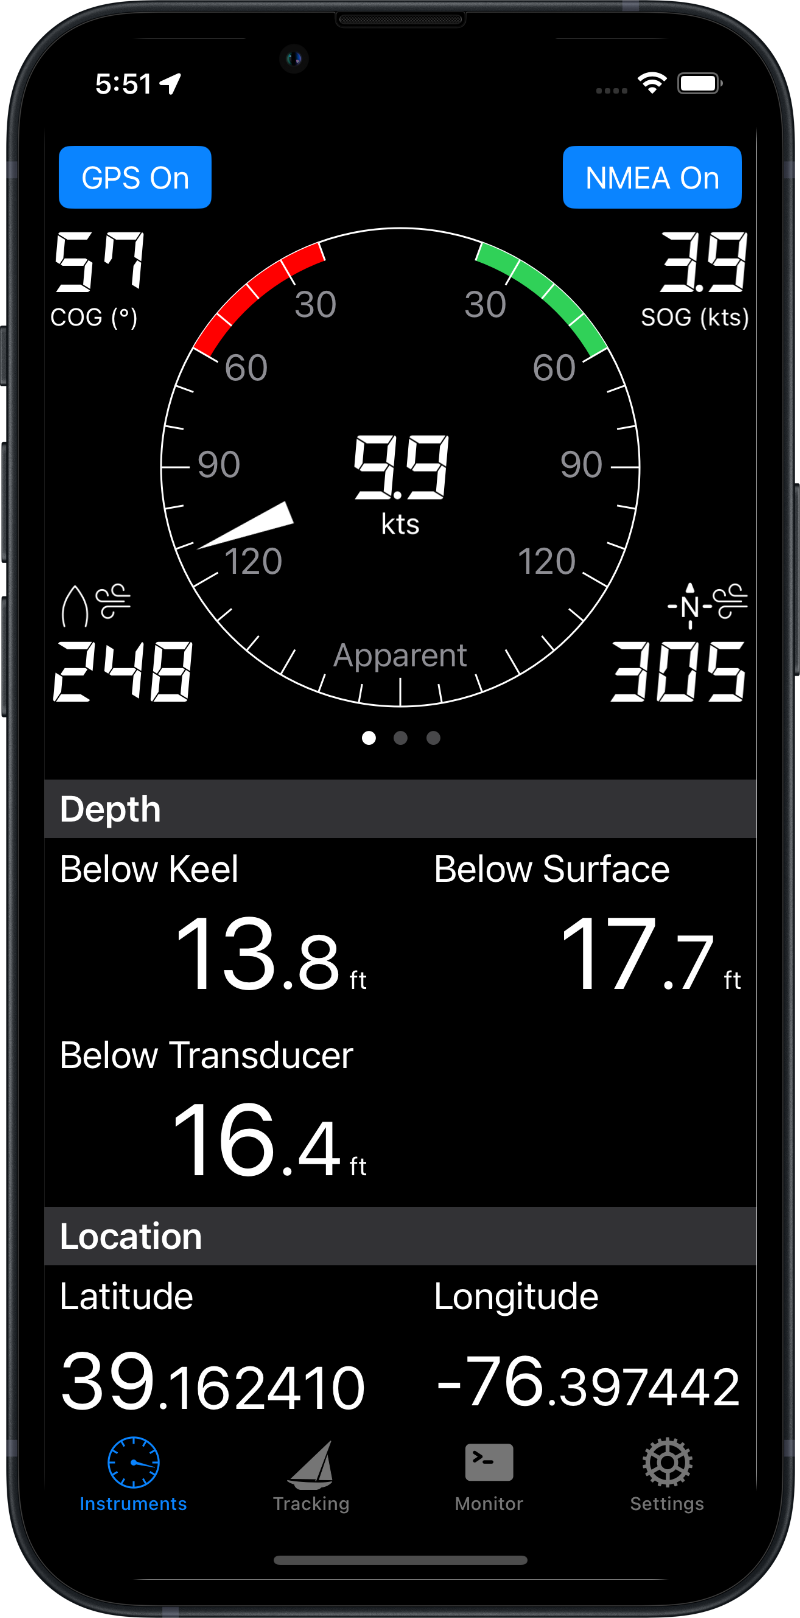 5:51
GPS On NMEA On
57 3.9
COG (°) SOG (kts)
30 30
60 60
90 9.9 90
kts
120 120
N
248 Apparent 305
Depth
Below Keel Below Surface
13.8 ft 17.7 ft
Below Transducer
16.4 ft
Location
Latitude Longitude
39.162410 -76.397442
Instruments Tracking Monitor Settings